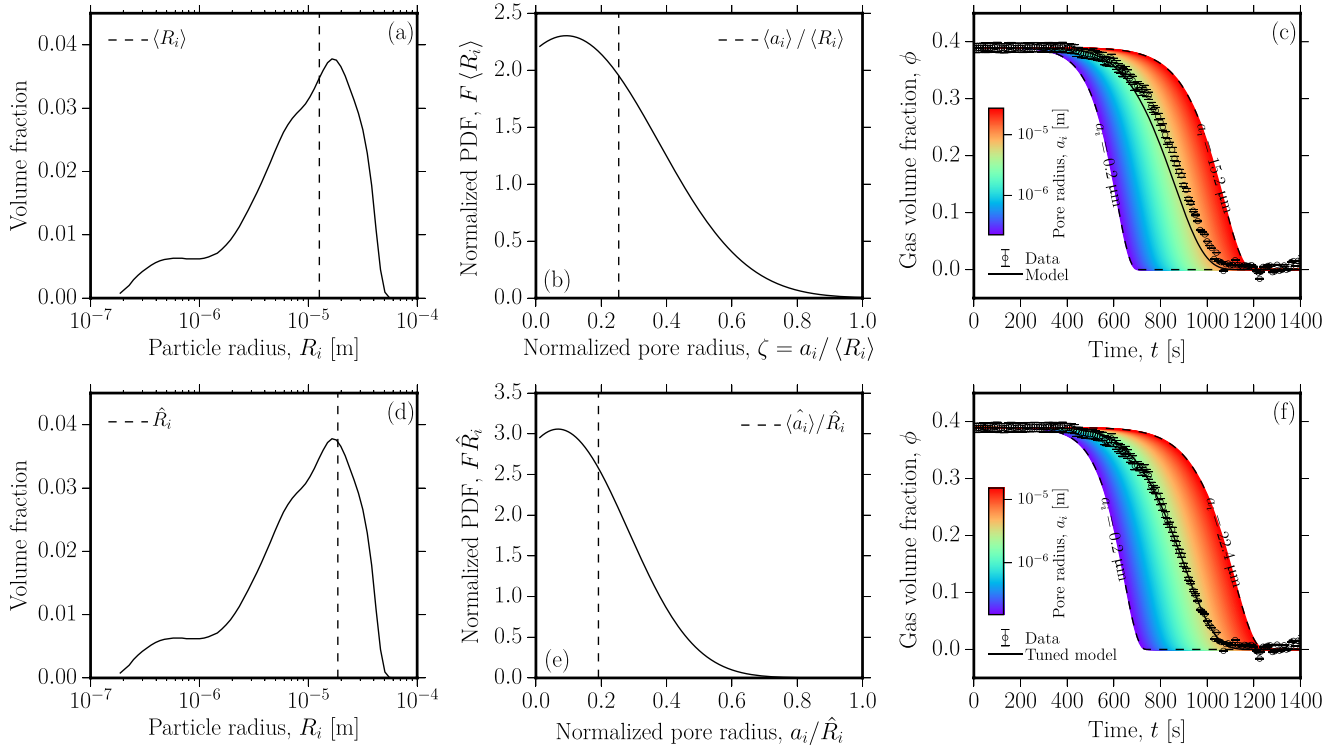 (a)
⟨R_i⟩
Volume fraction
0.04
0.03
0.02
0.01
0.00
10⁻⁷ 10⁻⁶ 10⁻⁵ 10⁻⁴
Particle radius, R_i [m]
(b)
⟨a_i⟩ / ⟨R_i⟩
Normalized PDF, F ⟨R_i⟩
2.5
2.0
1.5
1.0
0.5
0.0
0.0 0.2 0.4 0.6 0.8 1.0
Normalized pore radius, ζ = a_i / ⟨R_i⟩
(c)
Gas volume fraction, ϕ
0.4
0.3
0.2
0.1
0.0
10⁻⁵
10⁻⁶
Pore radius, a_i [m]
a_i = 0.2 μm
a_i = 15.2 μm
Data
Model
0 200 400 600 800 1000 1200 1400
Time, t [s]
(d)
R̂_i
Volume fraction
0.04
0.03
0.02
0.01
0.00
10⁻⁷ 10⁻⁶ 10⁻⁵ 10⁻⁴
Particle radius, R_i [m]
(e)
⟨â_i⟩/R̂_i
Normalized PDF, F R̂_i
3.5
3.0
2.5
2.0
1.5
1.0
0.5
0.0
0.0 0.2 0.4 0.6 0.8 1.0
Normalized pore radius, a_i/R̂_i
(f)
Gas volume fraction, ϕ
0.4
0.3
0.2
0.1
0.0
10⁻⁵
10⁻⁶
Pore radius, a_i [m]
a_i = 0.2 μm
a_i = 22.4 μm
Data
Tuned model
0 200 400 600 800 1000 1200 1400
Time, t [s]